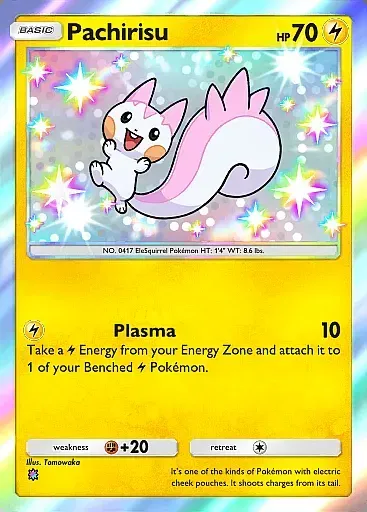 BASIC Pachirisu HP 70
NO. 0417 EleSquirrel Pokémon HT: 1'4" WT: 8.6 lbs.
Plasma 10
Take a Energy from your Energy Zone and attach it to
1 of your Benched Pokémon.
weakness +20 retreat
Illus. Tomowaka
It's one of the kinds of Pokémon with electric
cheek pouches. It shoots charges from its tail.